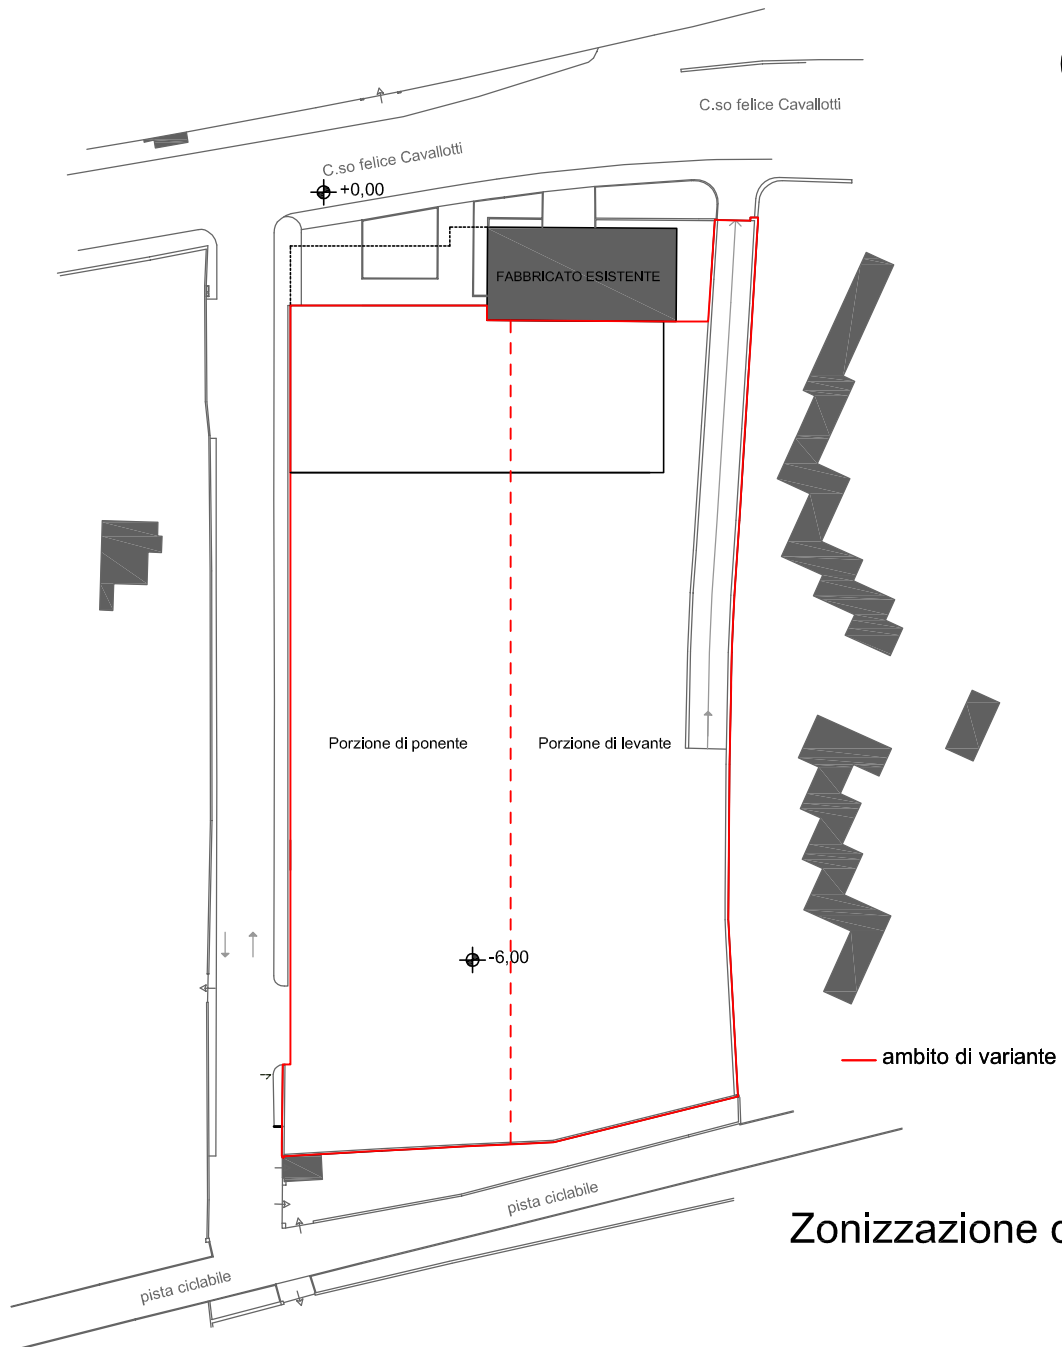 C.so felice Cavallotti
C.so felice Cavallotti
+0,00
FABBRICATO ESISTENTE
Porzione di ponente
Porzione di levante
-6,00
ambito di variante
pista ciclabile
Zonizzazione
pista ciclabile